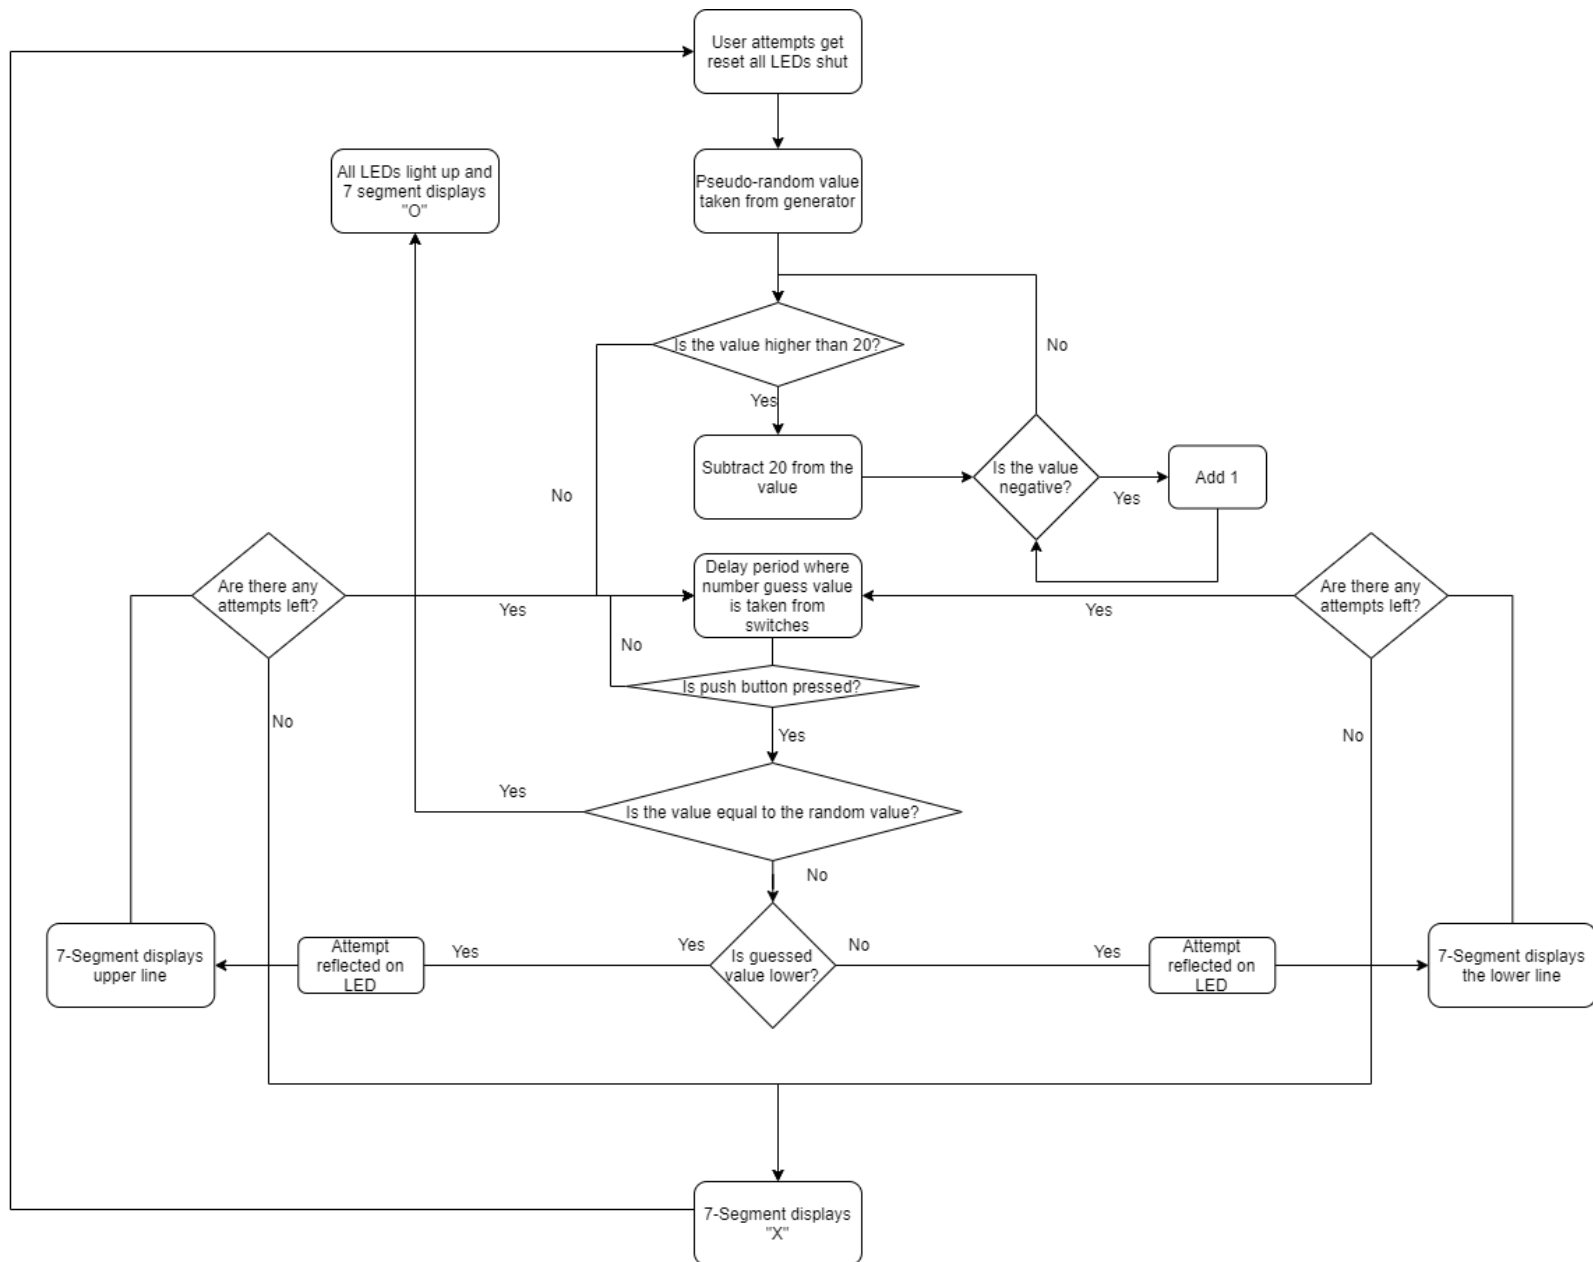 User attempts get
reset all LEDs shut
All LEDs light up and
7 segment displays
"O"
Pseudo-random value
taken from generator
Is the value higher than 20?
No
Yes
Subtract 20 from the
value
Is the value
negative?
Yes
Add 1
No
Are there any
attempts left?
Yes
Delay period where
number guess value
is taken from
switches
Yes
Are there any
attempts left?
No
Is push button pressed?
No
Yes
No
Yes
Is the value equal to the random value?
No
7-Segment displays
upper line
Attempt
reflected on
LED
Yes
Yes
Is guessed
value lower?
No
Yes
Attempt
reflected on
LED
7-Segment displays
the lower line
7-Segment displays
"X"